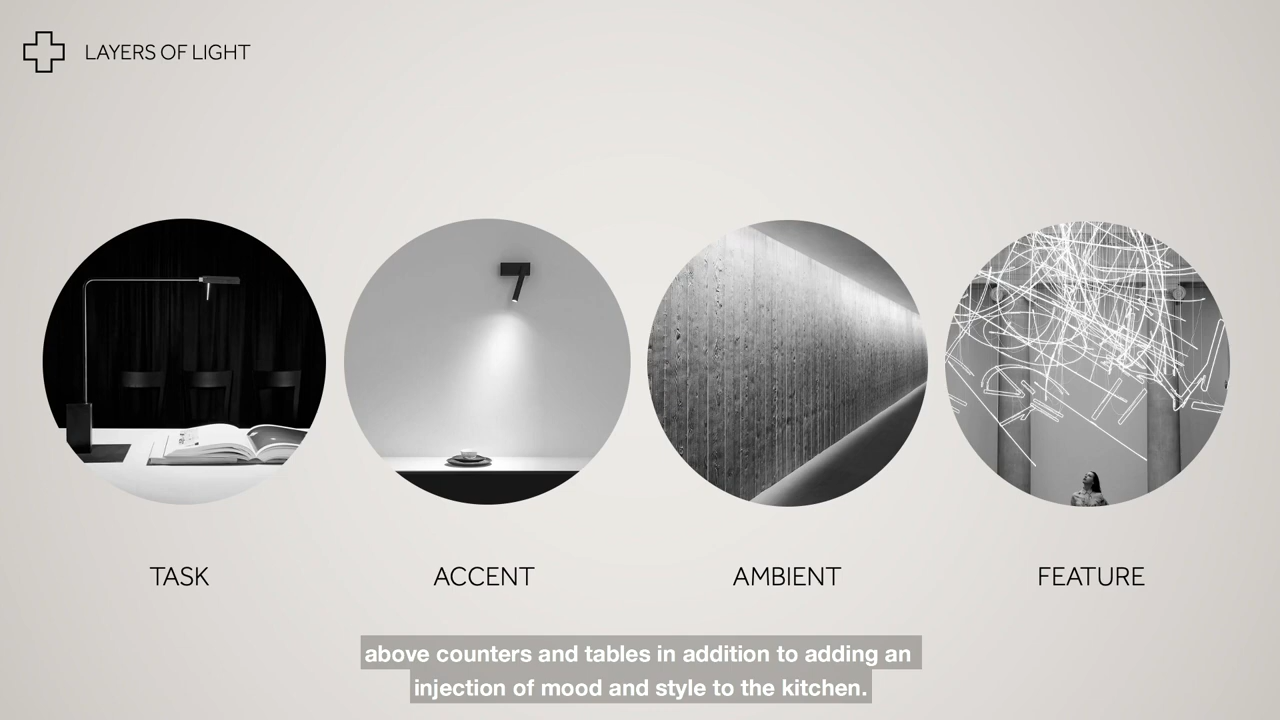 LAYERS OF LIGHT
TASK
ACCENT
AMBIENT
FEATURE
above counters and tables in addition to adding an
injection of mood and style to the kitchen.